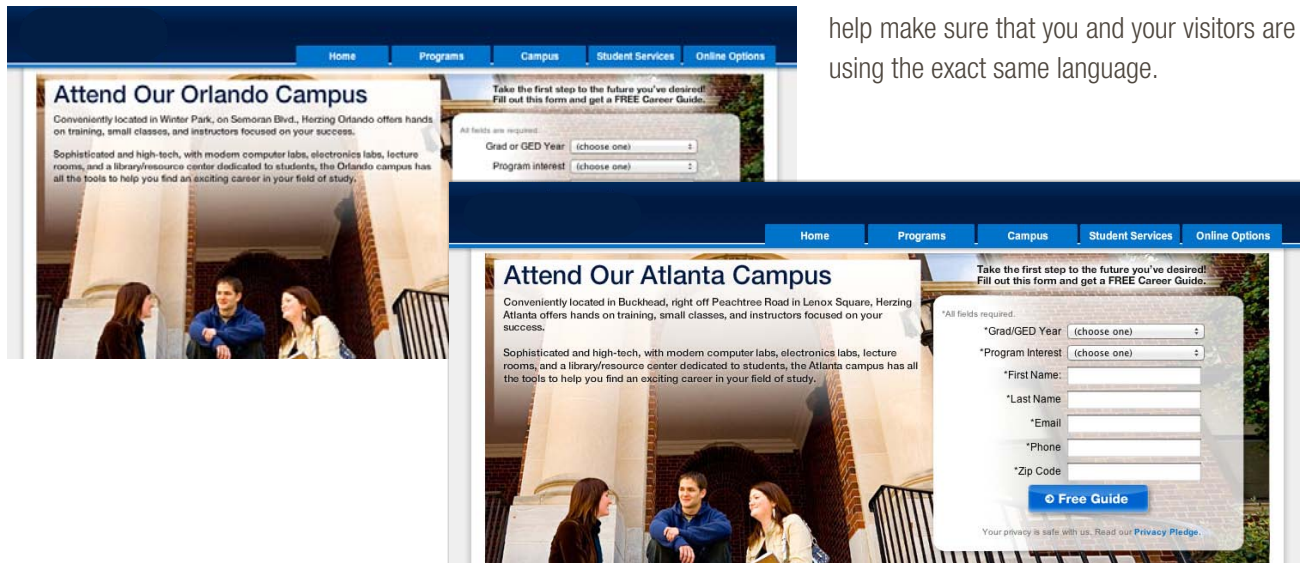 help make sure that you and your visitors are
using the exact same language.
Home Programs Campus Student Services Online Options
Attend Our Orlando Campus
Conveniently located in Winter Park, on Semoran Blvd., Herzing Orlando offers hands
on training, small classes, and instructors focused on your success.
Sophisticated and high-tech, with modern computer labs, electronics labs, lecture
rooms, and a library/resource center dedicated to students, the Orlando campus has
all the tools to help you find an exciting career in your field of study.
Take the first step to the future you've desired!
Fill out this form and get a FREE Career Guide.
All fields are required.
Grad or GED Year (choose one)
Program interest (choose one)
Home Programs Campus Student Services Online Options
Attend Our Atlanta Campus
Conveniently located in Buckhead, right off Peachtree Road in Lenox Square, Herzing
Atlanta offers hands on training, small classes, and instructors focused on your
success.
Sophisticated and high-tech, with modern computer labs, electronics labs, lecture
rooms, and a library/resource center dedicated to students, the Atlanta campus has all
the tools to help you find an exciting career in your field of study.
Take the first step to the future you've desired!
Fill out this form and get a FREE Career Guide.
*All fields required.
*Grad/GED Year (choose one)
*Program Interest (choose one)
*First Name:
*Last Name
*Email
*Phone
*Zip Code
Free Guide
Your privacy is safe with us. Read our Privacy Pledge.